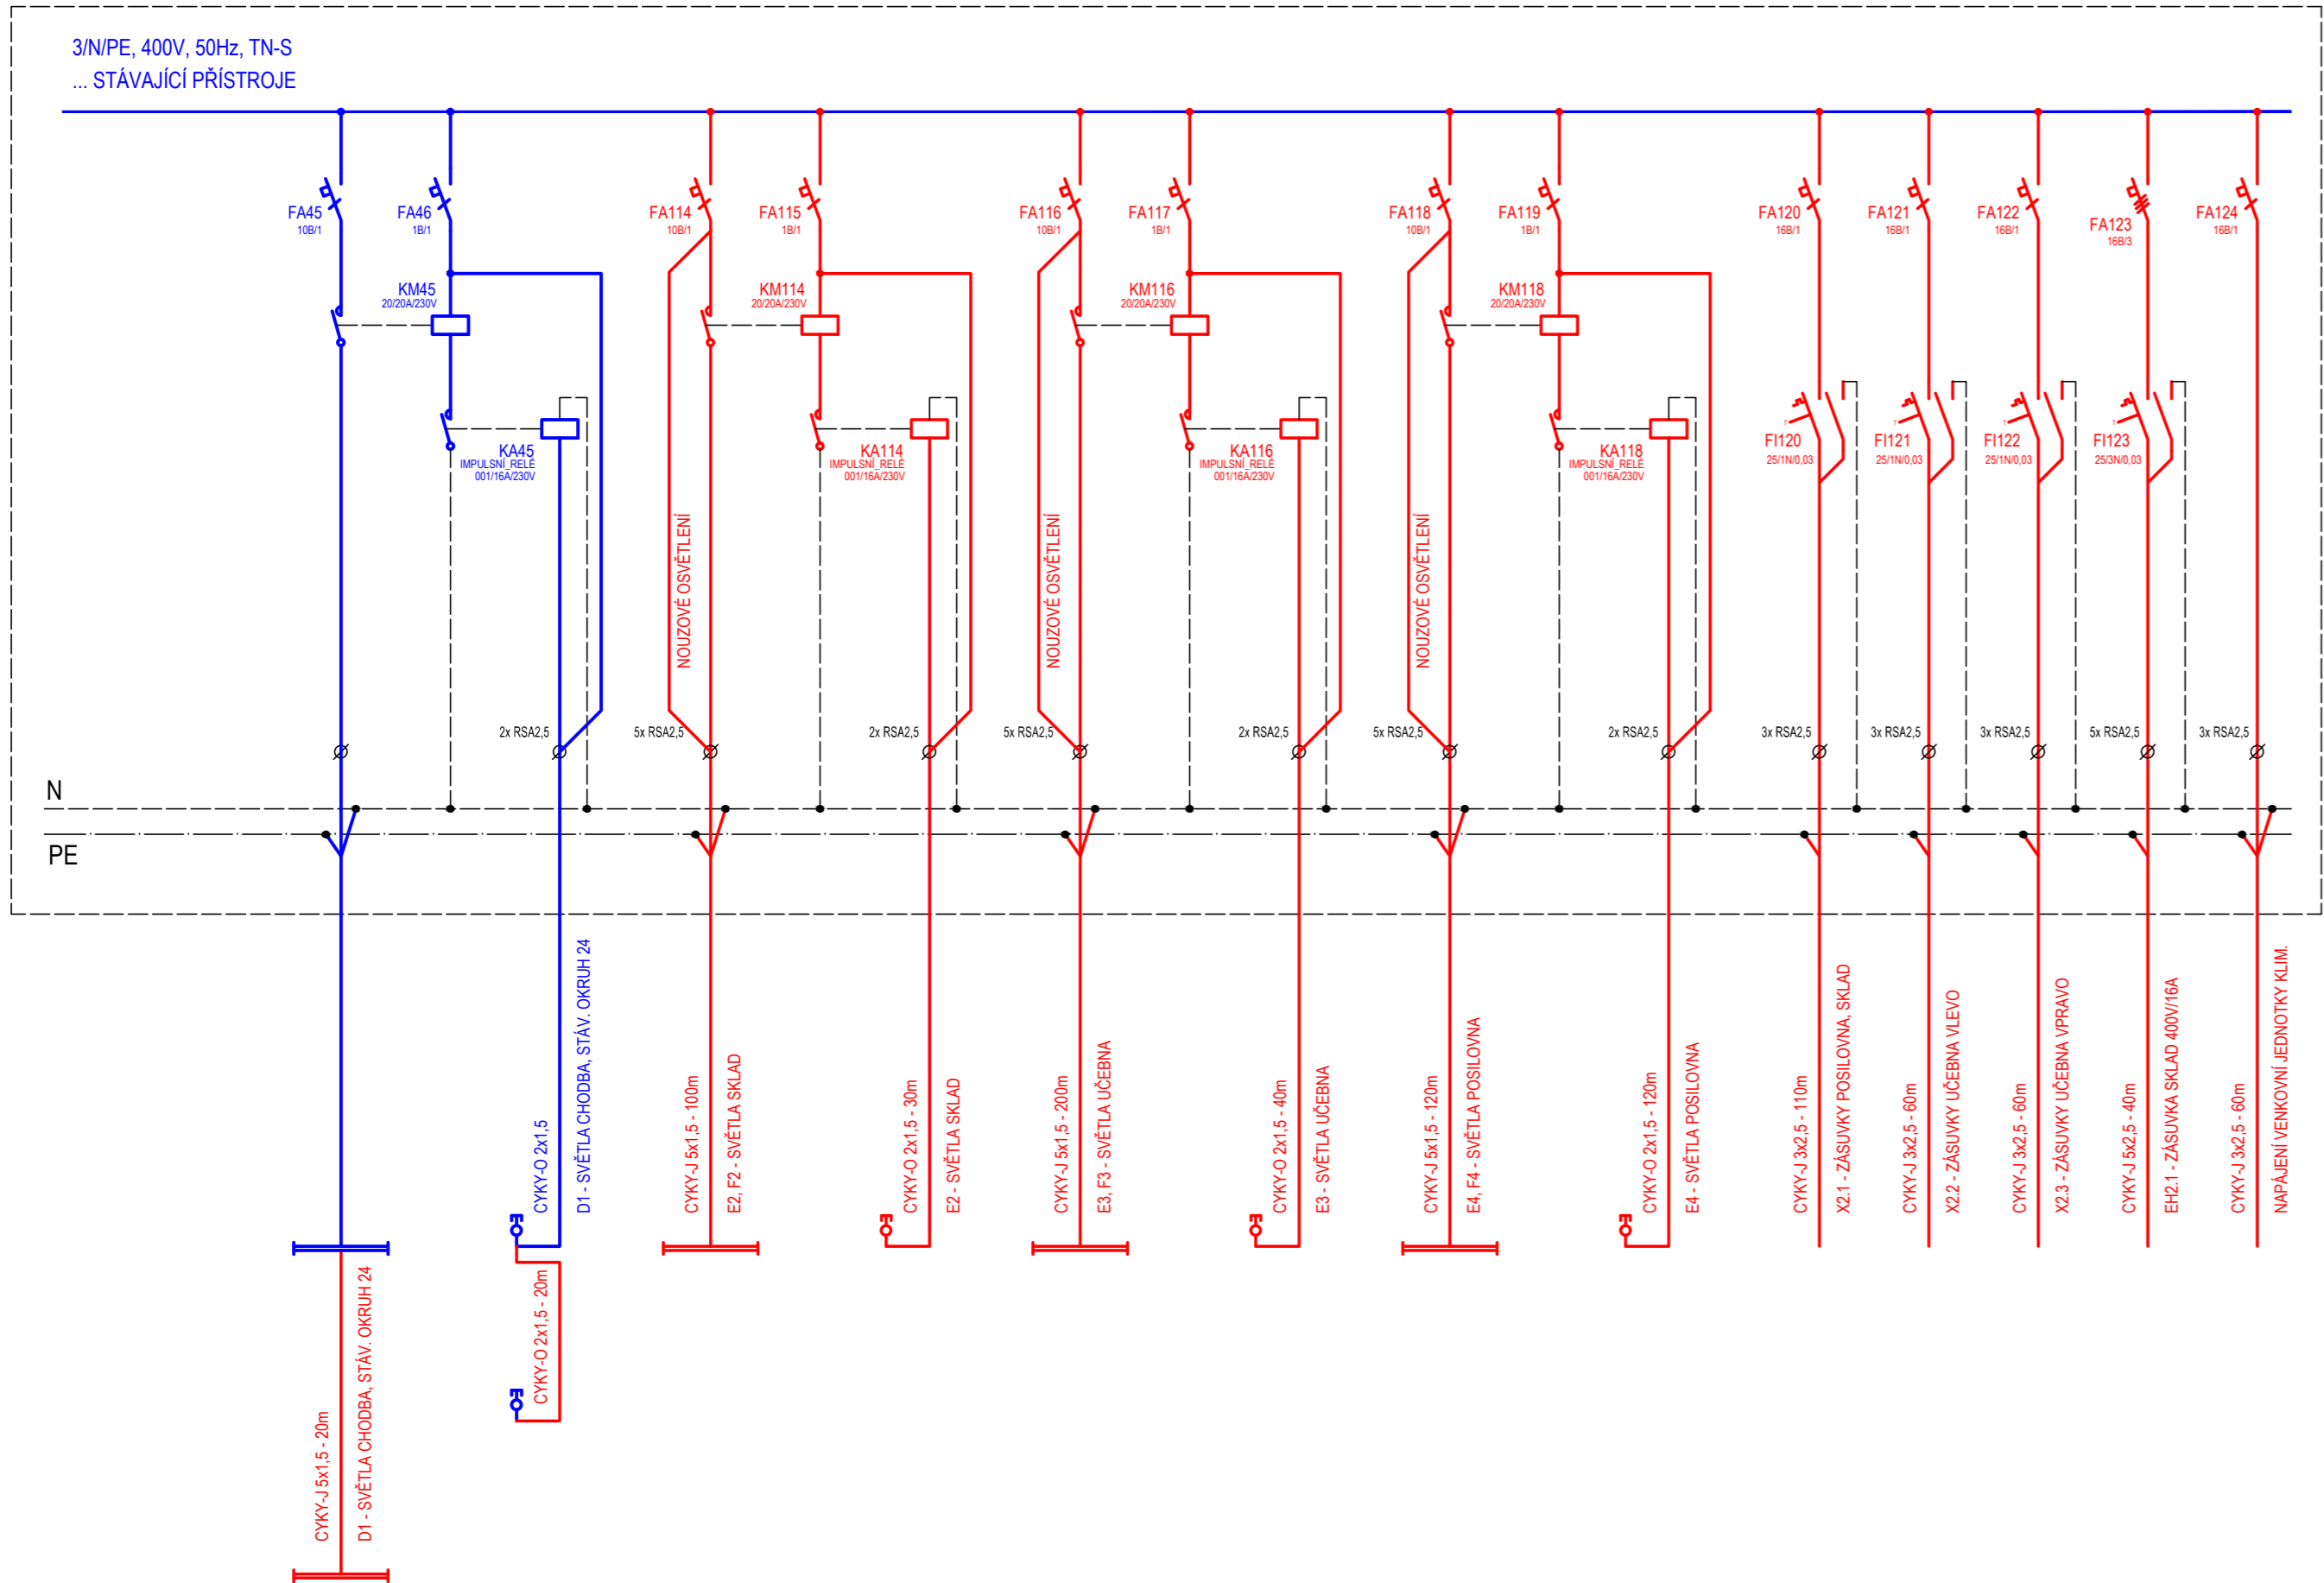 3/N/PE, 400V, 50Hz, TN-S
... STÁVAJÍCÍ PŘÍSTROJE
FA45
10B/1
FA46
1B/1
FA114
10B/1
FA115
1B/1
FA116
10B/1
FA117
1B/1
FA118
10B/1
FA119
1B/1
FA120
16B/1
FA121
16B/1
FA122
16B/1
FA123
16B/3
FA124
16B/1
KM45
20/20A/230V
KM114
20/20A/230V
KM116
20/20A/230V
KM118
20/20A/230V
KA45
IMPULSNÍ_RELÉ
001/16A/230V
KA114
IMPULSNÍ_RELÉ
001/16A/230V
KA116
IMPULSNÍ_RELÉ
001/16A/230V
KA118
IMPULSNÍ_RELÉ
001/16A/230V
FI120
25/1N/0,03
FI121
25/1N/0,03
FI122
25/1N/0,03
FI123
25/3N/0,03
NOUZOVÉ OSVĚTLENÍ
NOUZOVÉ OSVĚTLENÍ
NOUZOVÉ OSVĚTLENÍ
2x RSA2,5
5x RSA2,5
2x RSA2,5
5x RSA2,5
2x RSA2,5
5x RSA2,5
2x RSA2,5
3x RSA2,5
3x RSA2,5
3x RSA2,5
5x RSA2,5
3x RSA2,5
N
PE
CYKY-J 5x1,5 - 20m
D1 - SVĚTLA CHODBA, STÁV. OKRUH 24
CYKY-O 2x1,5
D1 - SVĚTLA CHODBA, STÁV. OKRUH 24
CYKY-O 2x1,5 - 20m
CYKY-J 5x1,5 - 100m
E2, F2 - SVĚTLA SKLAD
CYKY-O 2x1,5 - 30m
E2 - SVĚTLA SKLAD
CYKY-J 5x1,5 - 200m
E3, F3 - SVĚTLA UČEBNA
CYKY-O 2x1,5 - 40m
E3 - SVĚTLA UČEBNA
CYKY-J 5x1,5 - 120m
E4, F4 - SVĚTLA POSILOVNA
CYKY-O 2x1,5 - 120m
E4 - SVĚTLA POSILOVNA
CYKY-J 3x2,5 - 110m
X2.1 - ZÁSUVKY POSILOVNA, SKLAD
CYKY-J 3x2,5 - 60m
X2.2 - ZÁSUVKY UČEBNA VLEVO
CYKY-J 3x2,5 - 60m
X2.3 - ZÁSUVKY UČEBNA VPRAVO
CYKY-J 5x2,5 - 40m
EH2.1 - ZÁSUVKA SKLAD 400V/16A
CYKY-J 3x2,5 - 60m
NAPÁJENÍ VENKOVNÍ JEDNOTKY KLIM.